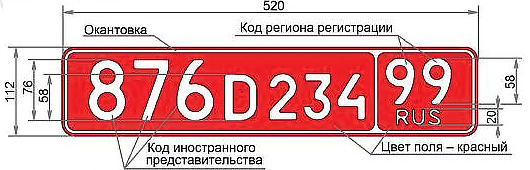 520
Окантовка
Код региона регистрации
112
76
58
876D234
99
RUS
58
20
Код иностранного
представительства
Цвет поля – красный